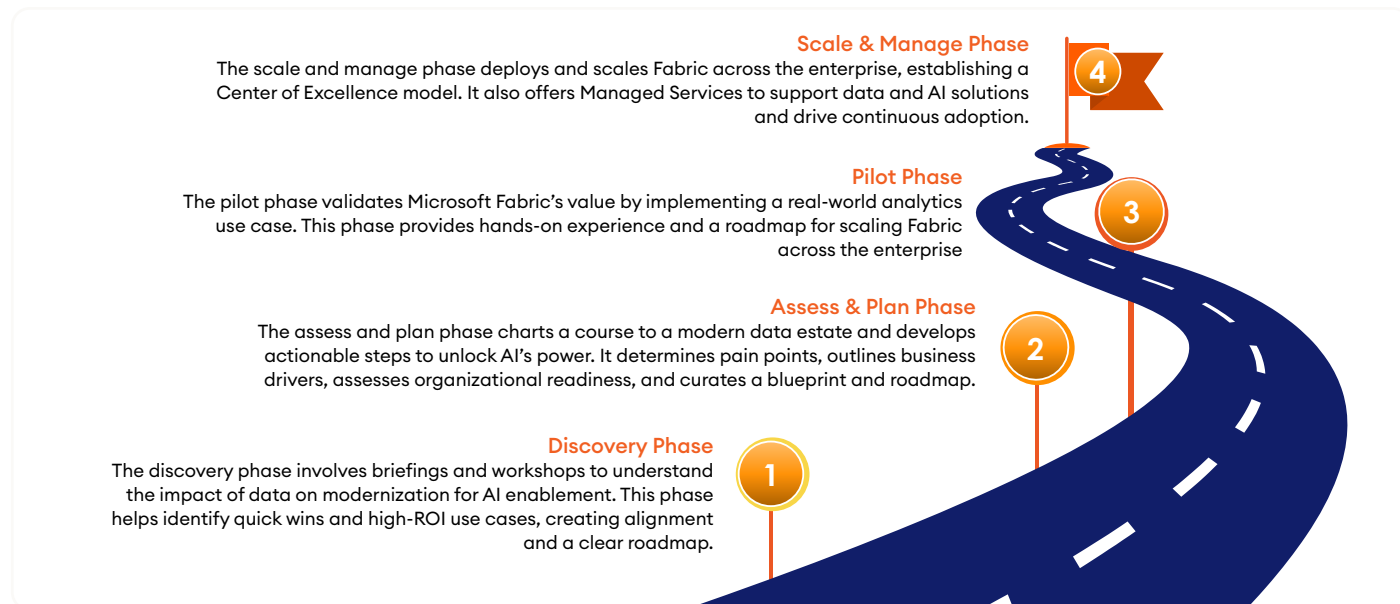 Scale & Manage Phase
The scale and manage phase deploys and scales Fabric across the enterprise, establishing a
Center of Excellence model. It also offers Managed Services to support data and AI solutions
and drive continuous adoption.
4
Pilot Phase
The pilot phase validates Microsoft Fabric’s value by implementing a real-world analytics
use case. This phase provides hands-on experience and a roadmap for scaling Fabric
across the enterprise
3
Assess & Plan Phase
The assess and plan phase charts a course to a modern data estate and develops
actionable steps to unlock AI’s power. It determines pain points, outlines business
drivers, assesses organizational readiness, and curates a blueprint and roadmap.
2
Discovery Phase
The discovery phase involves briefings and workshops to understand
the impact of data on modernization for AI enablement. This phase
helps identify quick wins and high-ROI use cases, creating alignment
and a clear roadmap.
1